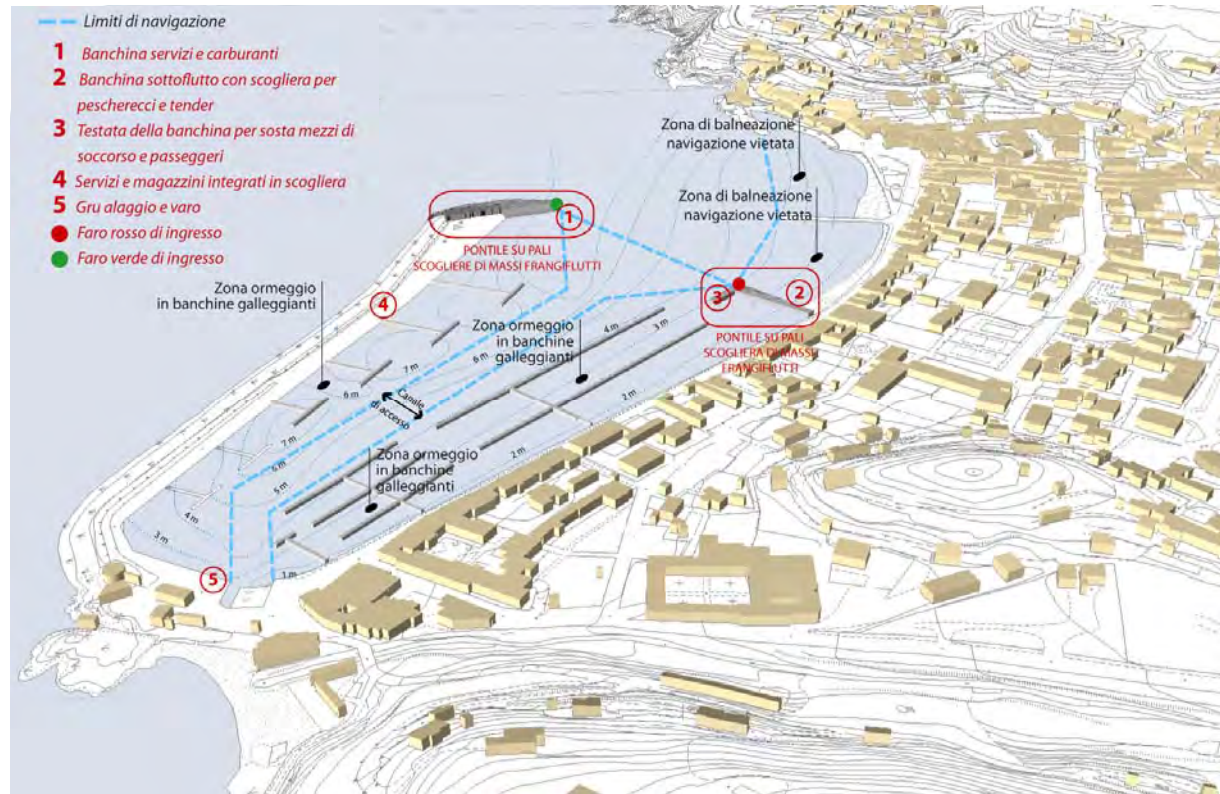 Limiti di navigazione
1 Banchina servizi e carburanti
2 Banchina sottoflutto con scogliera per
pescherecci e tender
3 Testata della banchina per sosta mezzi di
soccorso e passeggeri
4 Servizi e magazzini integrati in scogliera
5 Gru alaggio e varo
Faro rosso di ingresso
Faro verde di ingresso
Zona di balneazione
navigazione vietata
Zona di balneazione
navigazione vietata
1
PONTILE SU PALI
SCOGLIERE DI MASSI FRANGIFLUTTI
3
2
PONTILE SU PALI
SCOGLIERA DI MASSI
FRANGIFLUTTI
Zona ormeggio
in banchine galleggianti
4
Zona ormeggio
in banchine
galleggianti
4 m
3 m
6 m
7 m
6 m
2 m
Canale
di accesso
7 m
6 m
5 m
2 m
Zona ormeggio
in banchine
galleggianti
4 m
3 m
5
1 m